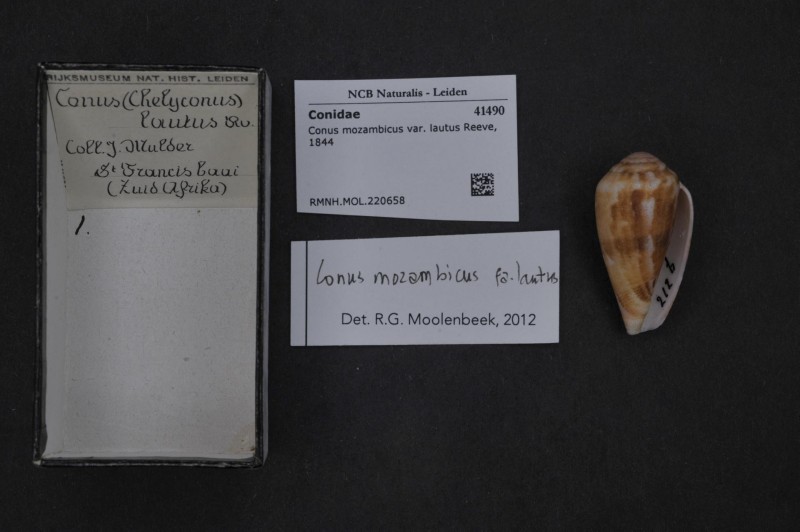 RIJKSMUSEUM NAT. HIST. LEIDEN
Conus (Chelyconus)
lautus Rv.
Coll. J. Mulder
St Francis baai
(Zuid Afrika)
1.
NCB Naturalis - Leiden
Conidae 41490
Conus mozambicus var. lautus Reeve,
1844
RMNH.MOL.220658
Conus mozambicus fa. lautus
Det. R.G. Moolenbeek, 2012
212 b